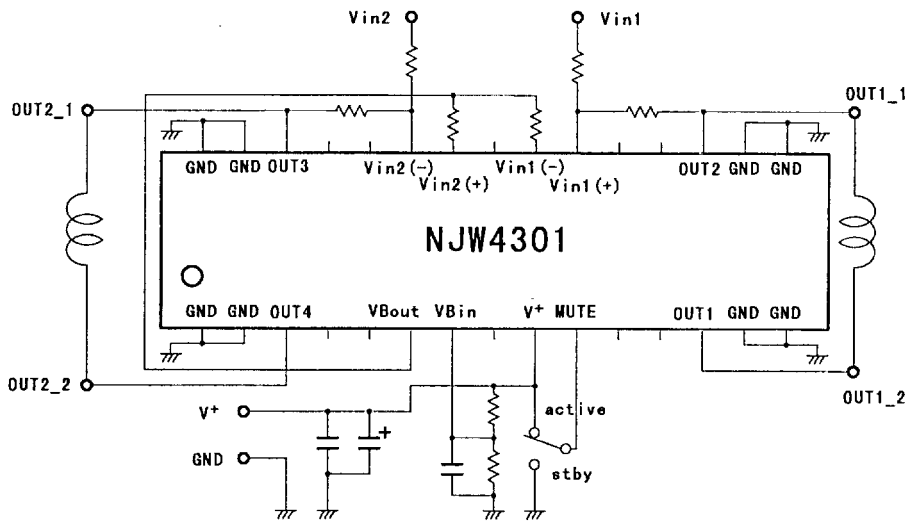 Vin2
Vin1
OUT2_1
OUT1_1
GND GND OUT3 Vin2(-) Vin1(-) OUT2 GND GND
Vin2(+) Vin1(+)
NJW4301
GND GND OUT4 VBout VBin V+ MUTE OUT1 GND GND
OUT2_2
OUT1_2
V+
+
active
GND
stby